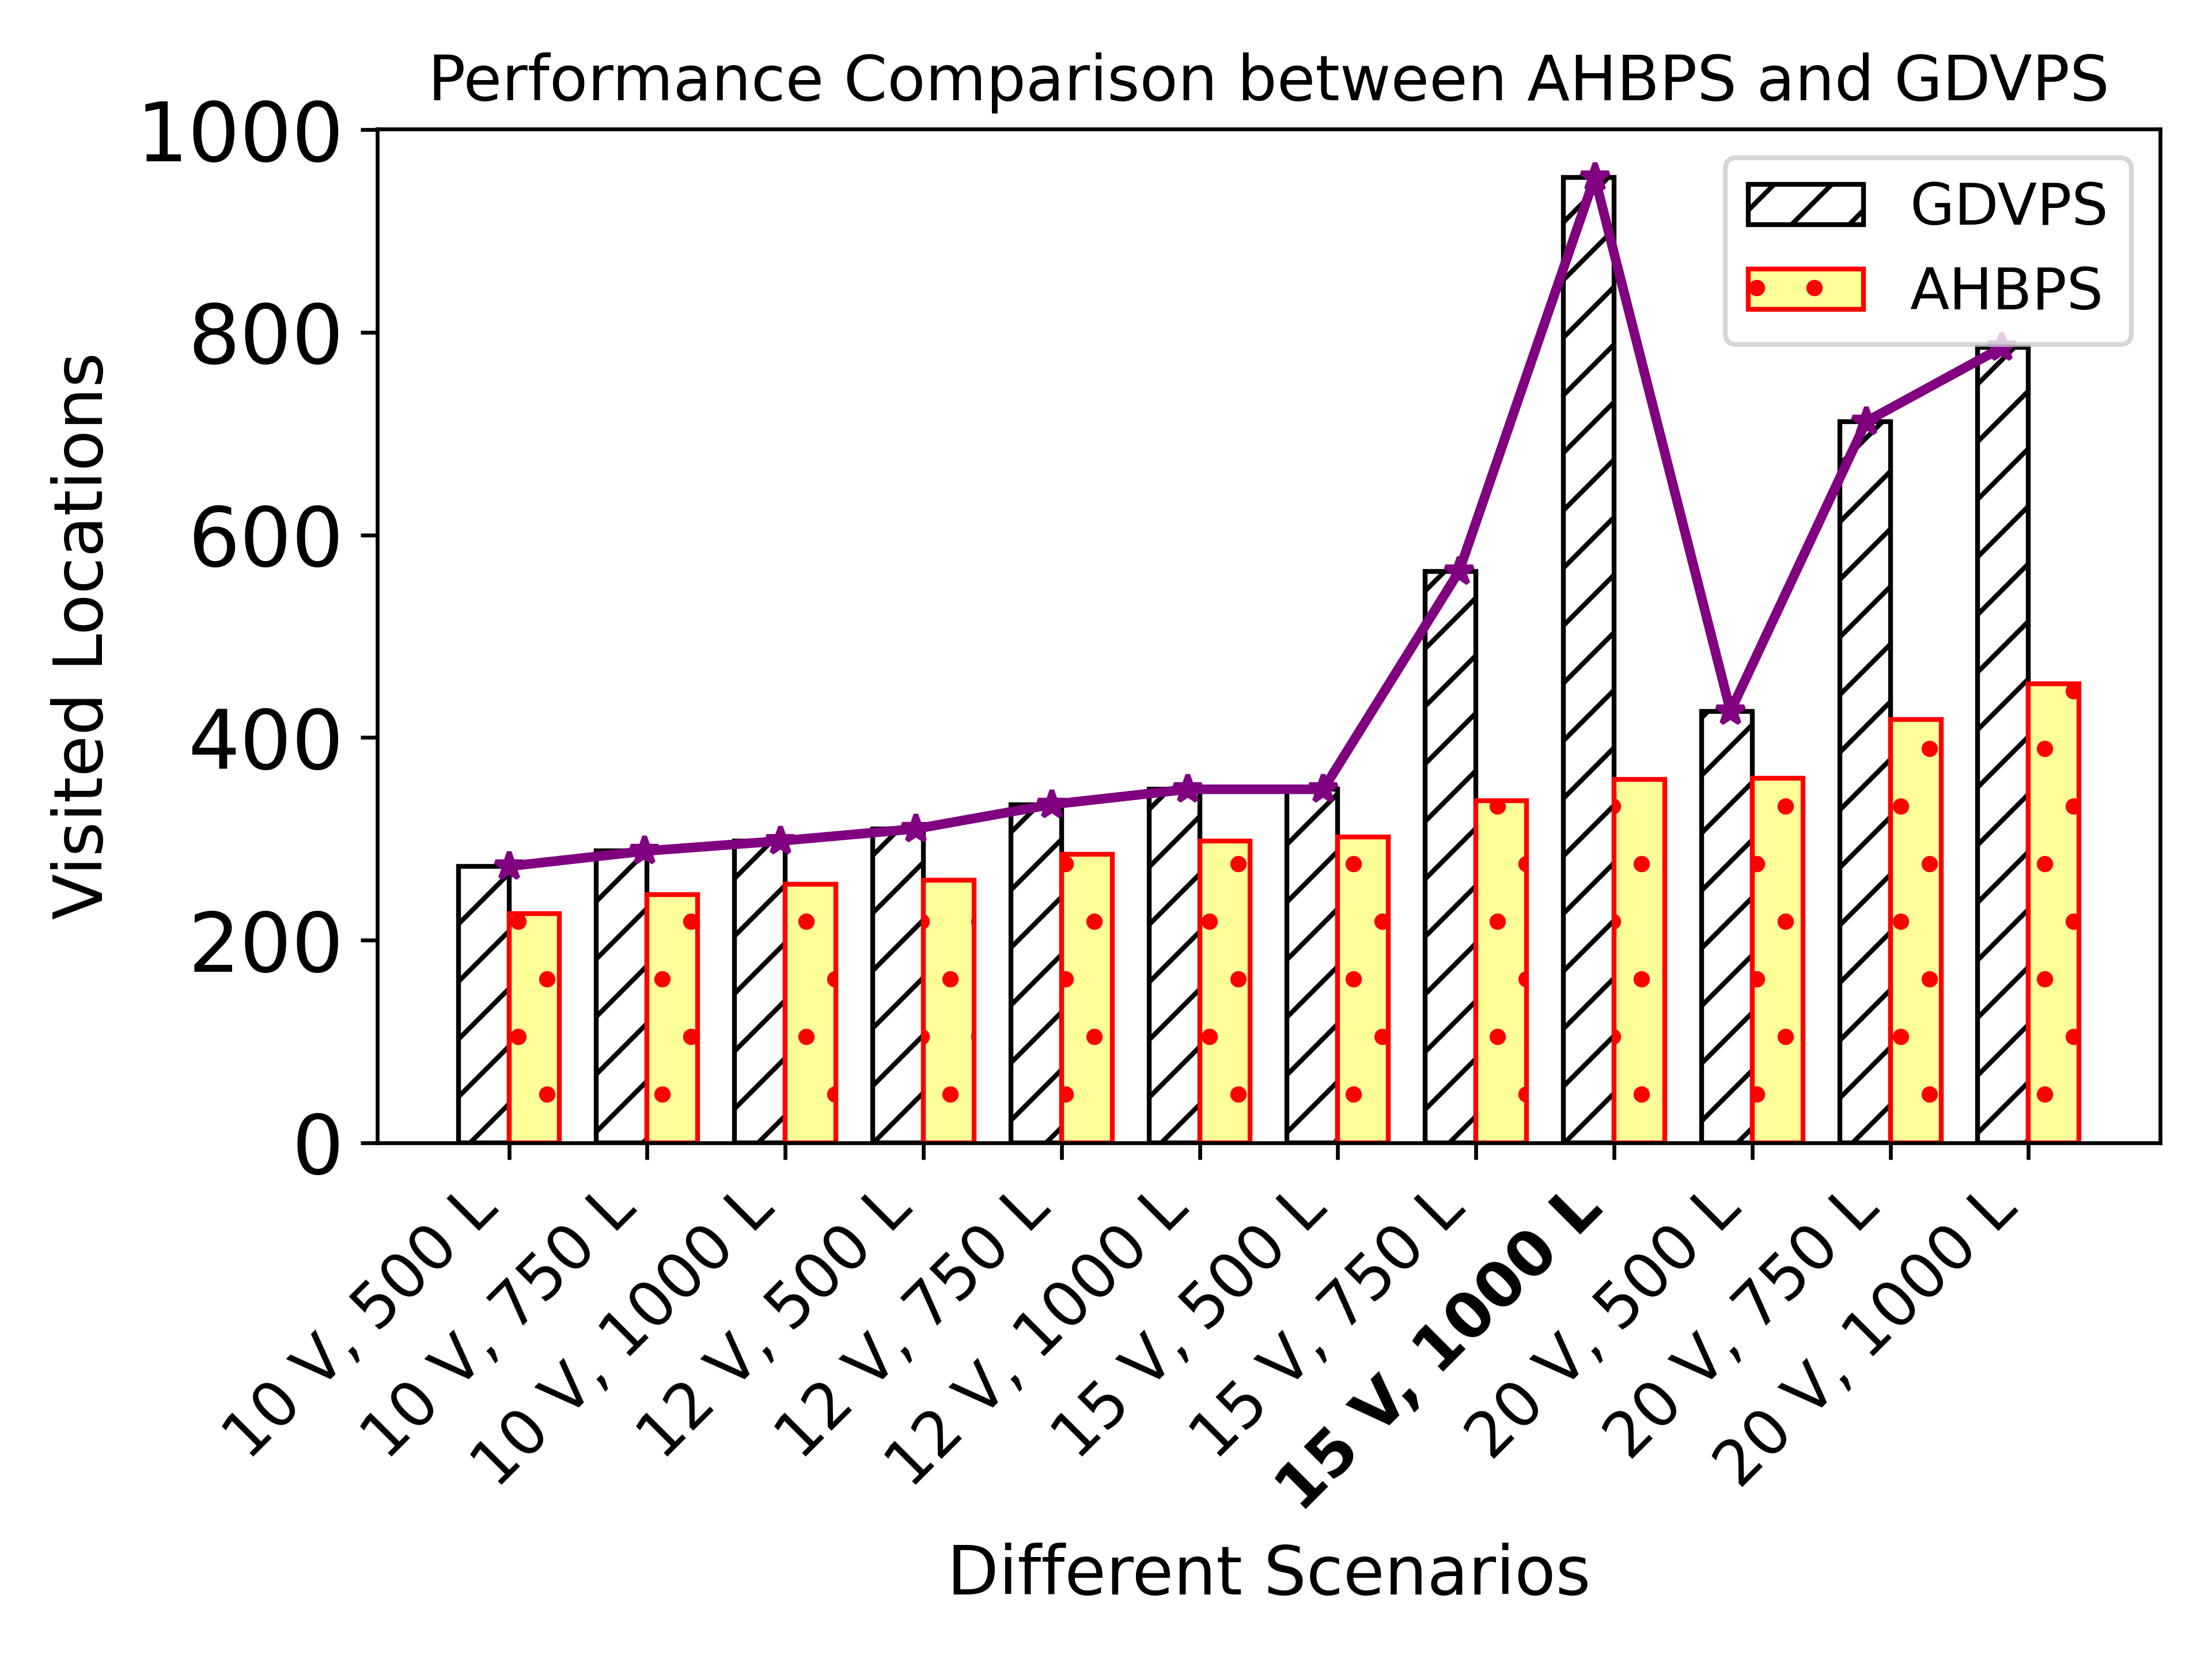 Performance Comparison between AHBPS and GDVPS
1000
800
600
400
200
0
Visited Locations
GDVPS
AHBPS
10 V, 500 L
10 V, 750 L
10 V, 1000 L
12 V, 500 L
12 V, 750 L
12 V, 1000 L
15 V, 500 L
15 V, 750 L
15 V, 1000 L
20 V, 500 L
20 V, 750 L
20 V, 1000 L
Different Scenarios